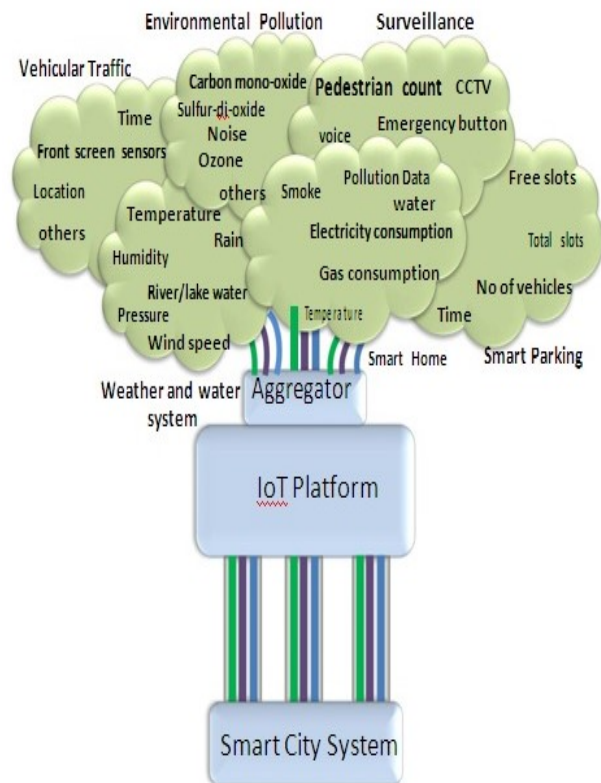 Environmental Pollution
Surveillance
Vehicular Traffic
Time
Front screen sensors
Location
others
Carbon mono-oxide
Sulfur-di-oxide
Noise
Ozone
others
Pedestrian count CCTV
voice
Emergency button
Temperature
Rain
Humidity
River/lake water
Pressure
Wind speed
Smoke
Pollution Data
water
Electricity consumption
Gas consumption
Temperature
Free slots
Total slots
No of vehicles
Time
Smart Home
Smart Parking
Weather and water
system
Aggregator
IoT Platform
Smart City System